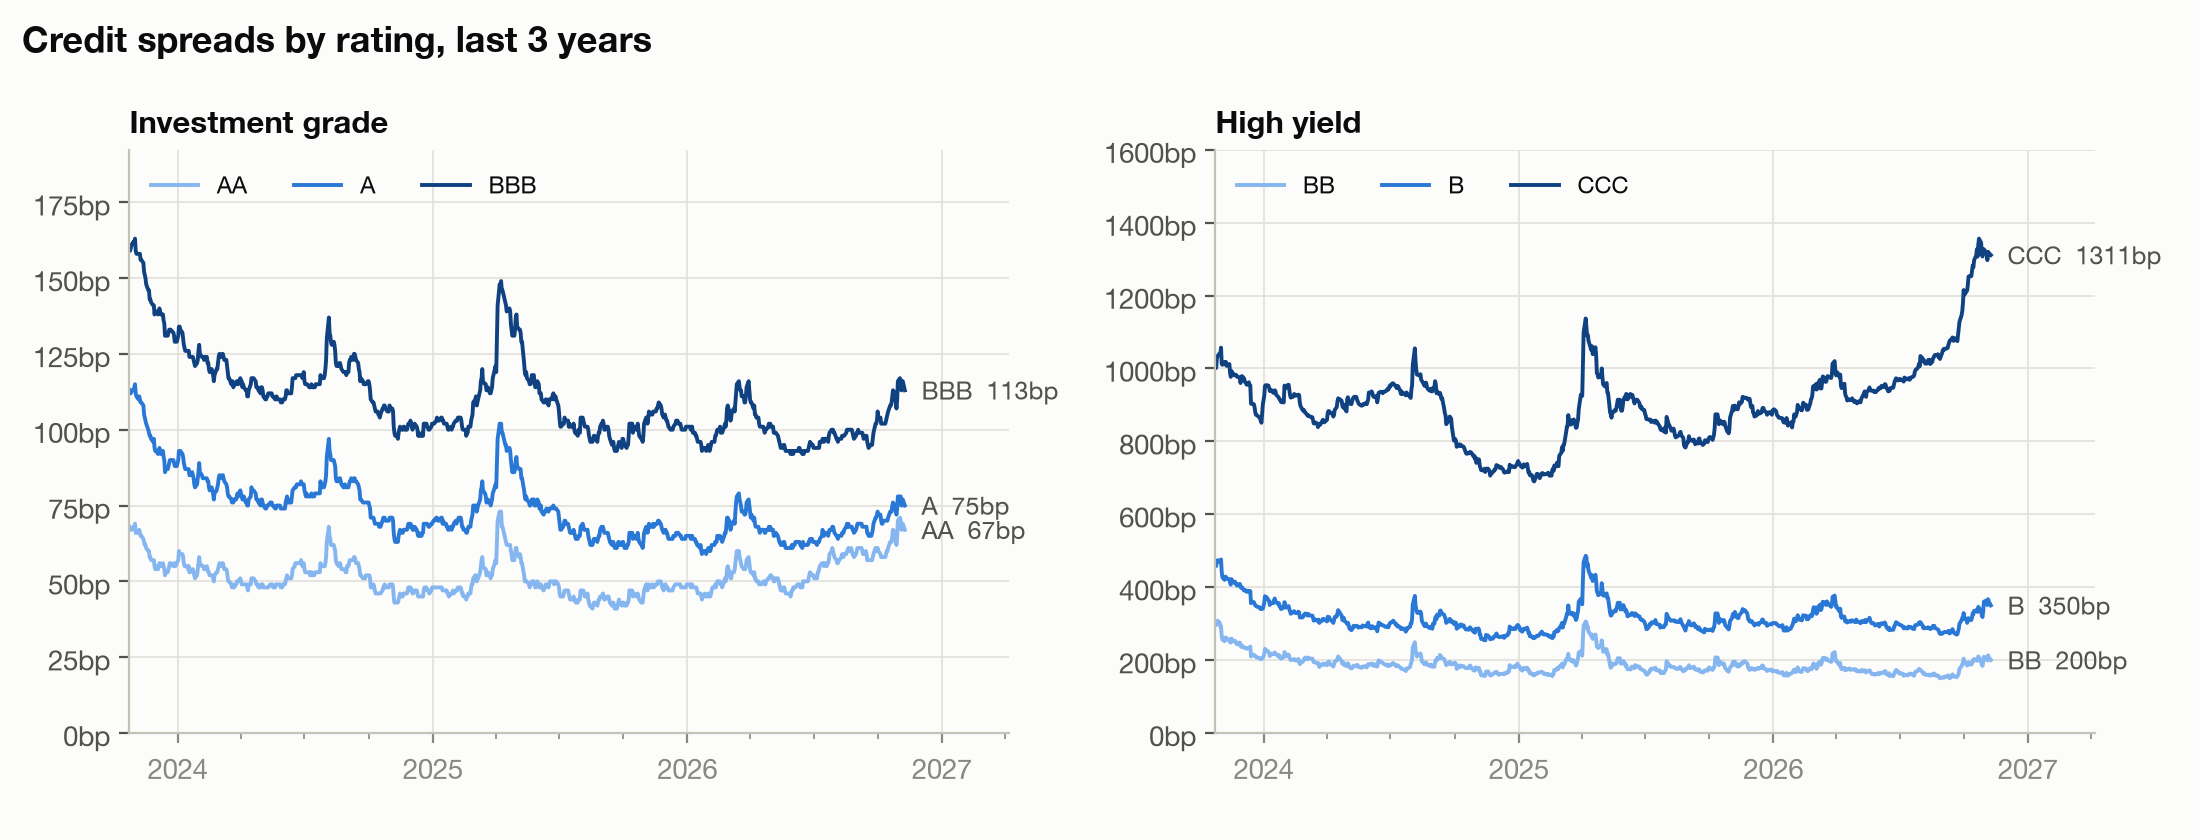 Credit spreads by rating, last 3 years
Investment grade
AA A BBB
175bp
150bp
125bp
100bp
75bp
50bp
25bp
0bp
BBB 113bp
A 75bp
AA 67bp
2024 2025 2026 2027
High yield
BB B CCC
1600bp
1400bp
1200bp
1000bp
800bp
600bp
400bp
200bp
0bp
CCC 1311bp
B 350bp
BB 200bp
2024 2025 2026 2027